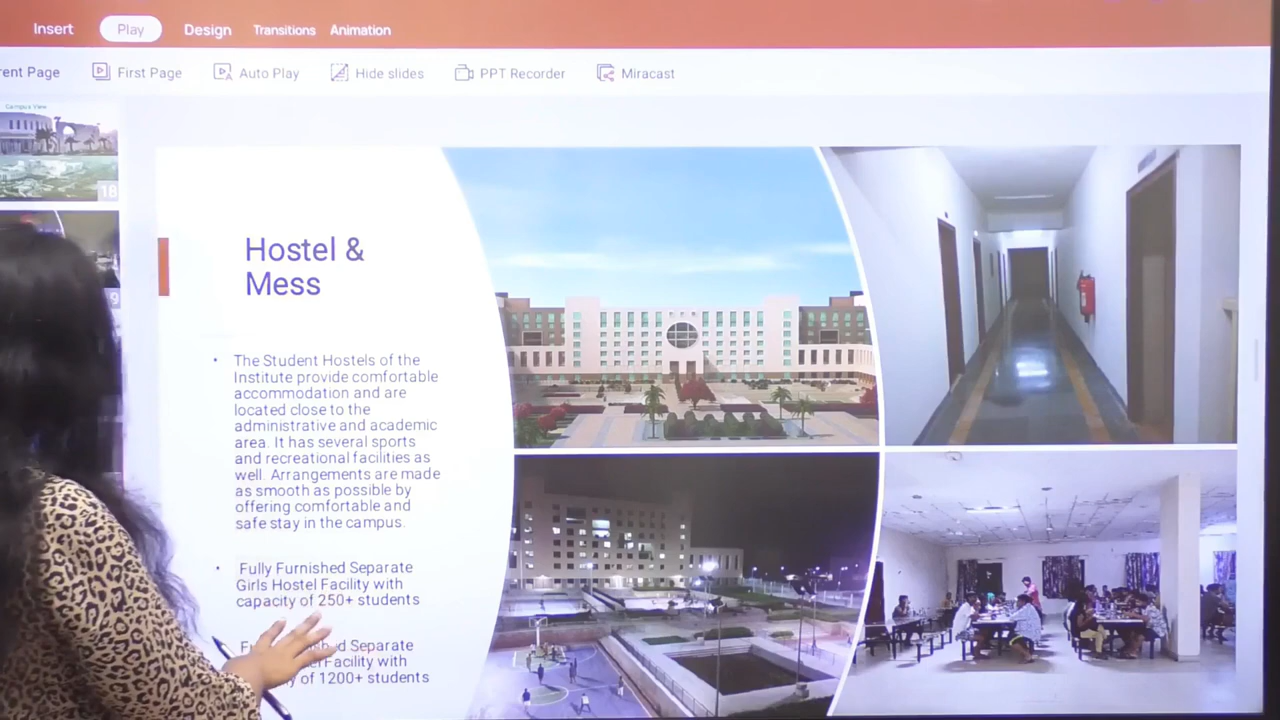 Insert Play Design Transitions Animation
Page First Page Auto Play Hide slides PPT Recorder Miracast
Campus View
18
9
Hostel &
Mess
• The Student Hostels of the
Institute provide comfortable
accommodation and are
located close to the
administrative and academic
area. It has several sports
and recreational facilities as
well. Arrangements are made
as smooth as possible by
offering comfortable and
safe stay in the campus.
• Fully Furnished Separate
Girls Hostel Facility with
capacity of 250+ students
Separate
Facility with
of 1200+ students